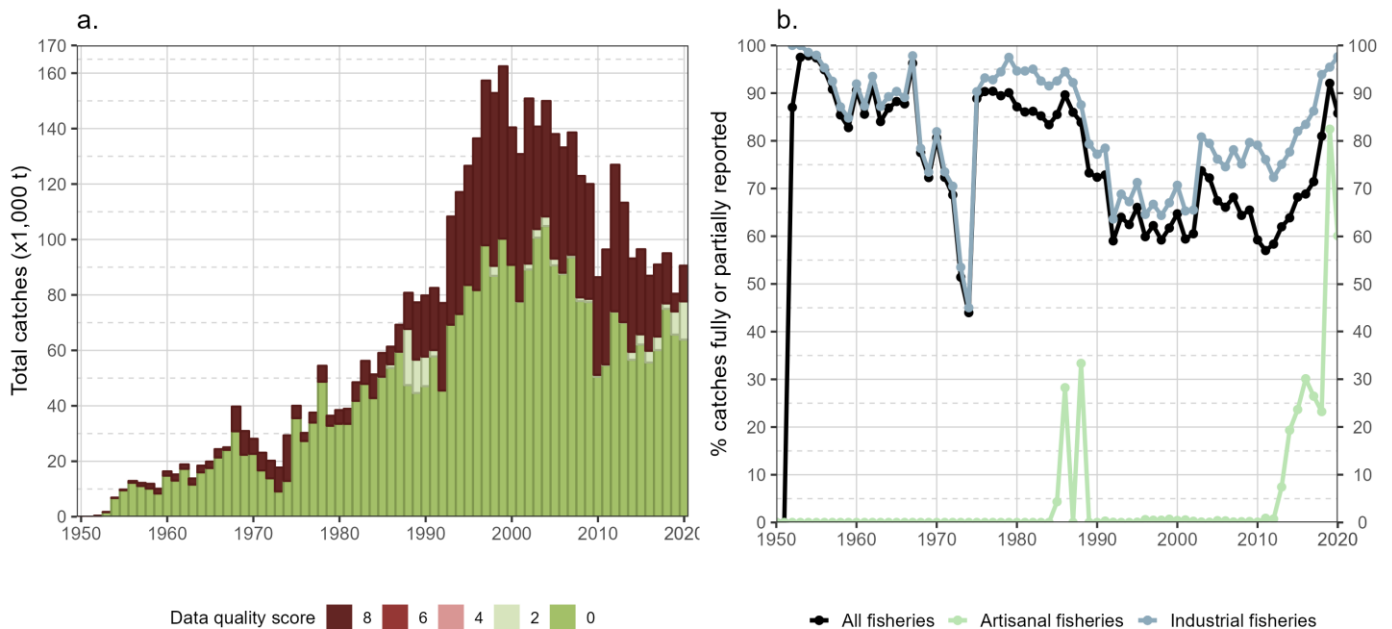 a.
Total catches (x1,000 t)
170
160
140
120
100
80
60
40
20
0
1950 1960 1970 1980 1990 2000 2010 2020
Data quality score 8 6 4 2 0
b.
% catches fully or partially reported
100 100
90 90
80 80
70 70
60 60
50 50
40 40
30 30
20 20
10 10
0 0
1950 1960 1970 1980 1990 2000 2010 2020
All fisheries Artisanal fisheries Industrial fisheries